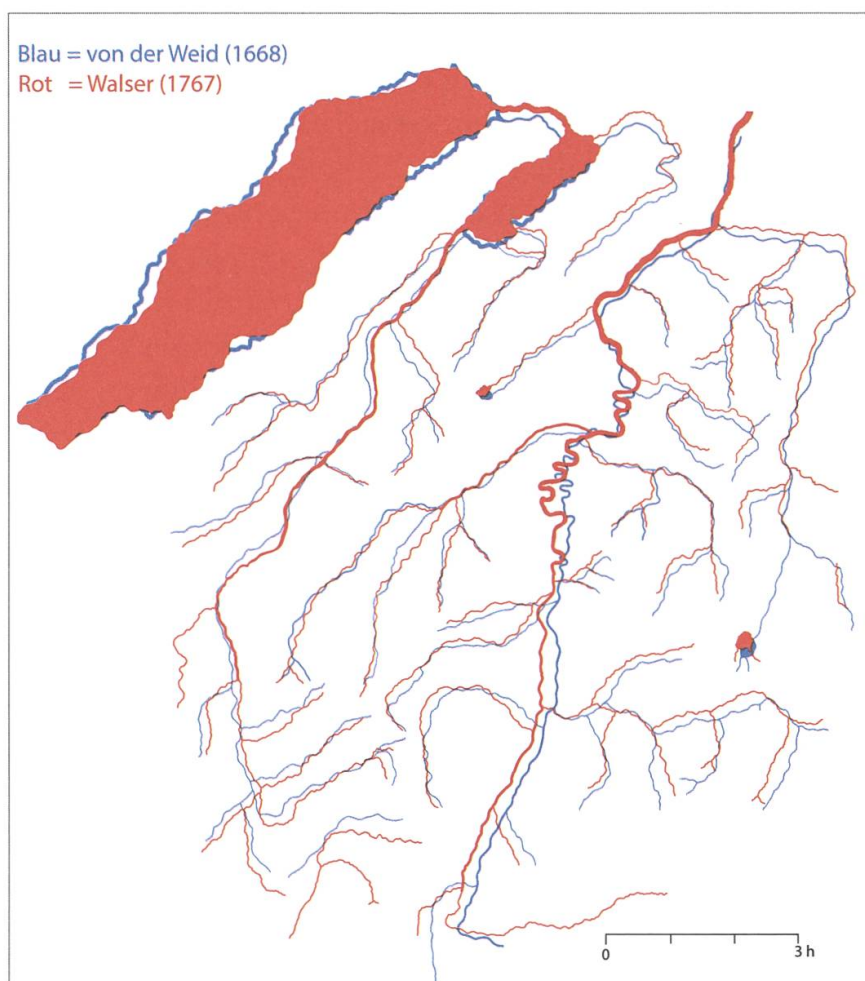 Blau = von der Weid (1668)
Rot = Walser (1767)
0 3 h